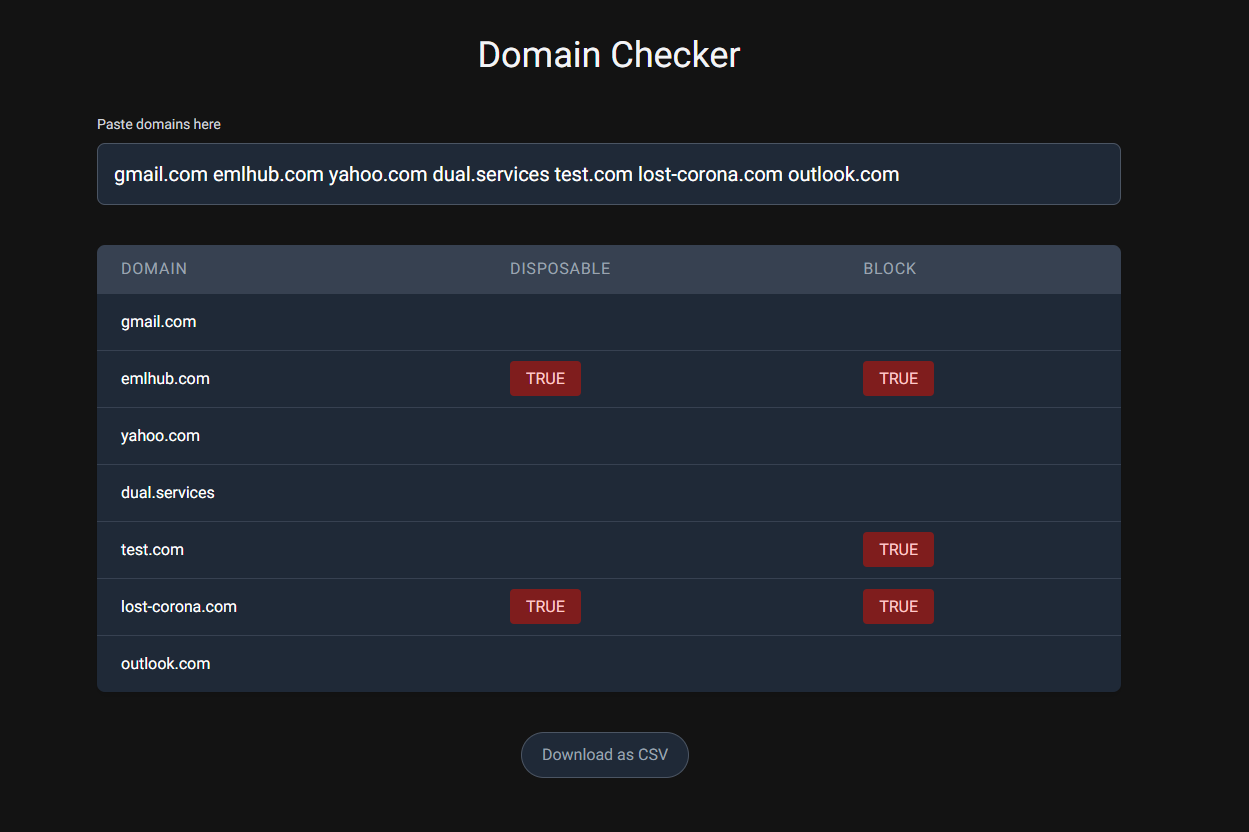 Domain Checker
Paste domains here
gmail.com emlhub.com yahoo.com dual.services test.com lost-corona.com outlook.com
DOMAIN DISPOSABLE BLOCK
gmail.com
emlhub.com TRUE TRUE
yahoo.com
dual.services
test.com TRUE
lost-corona.com TRUE TRUE
outlook.com
Download as CSV